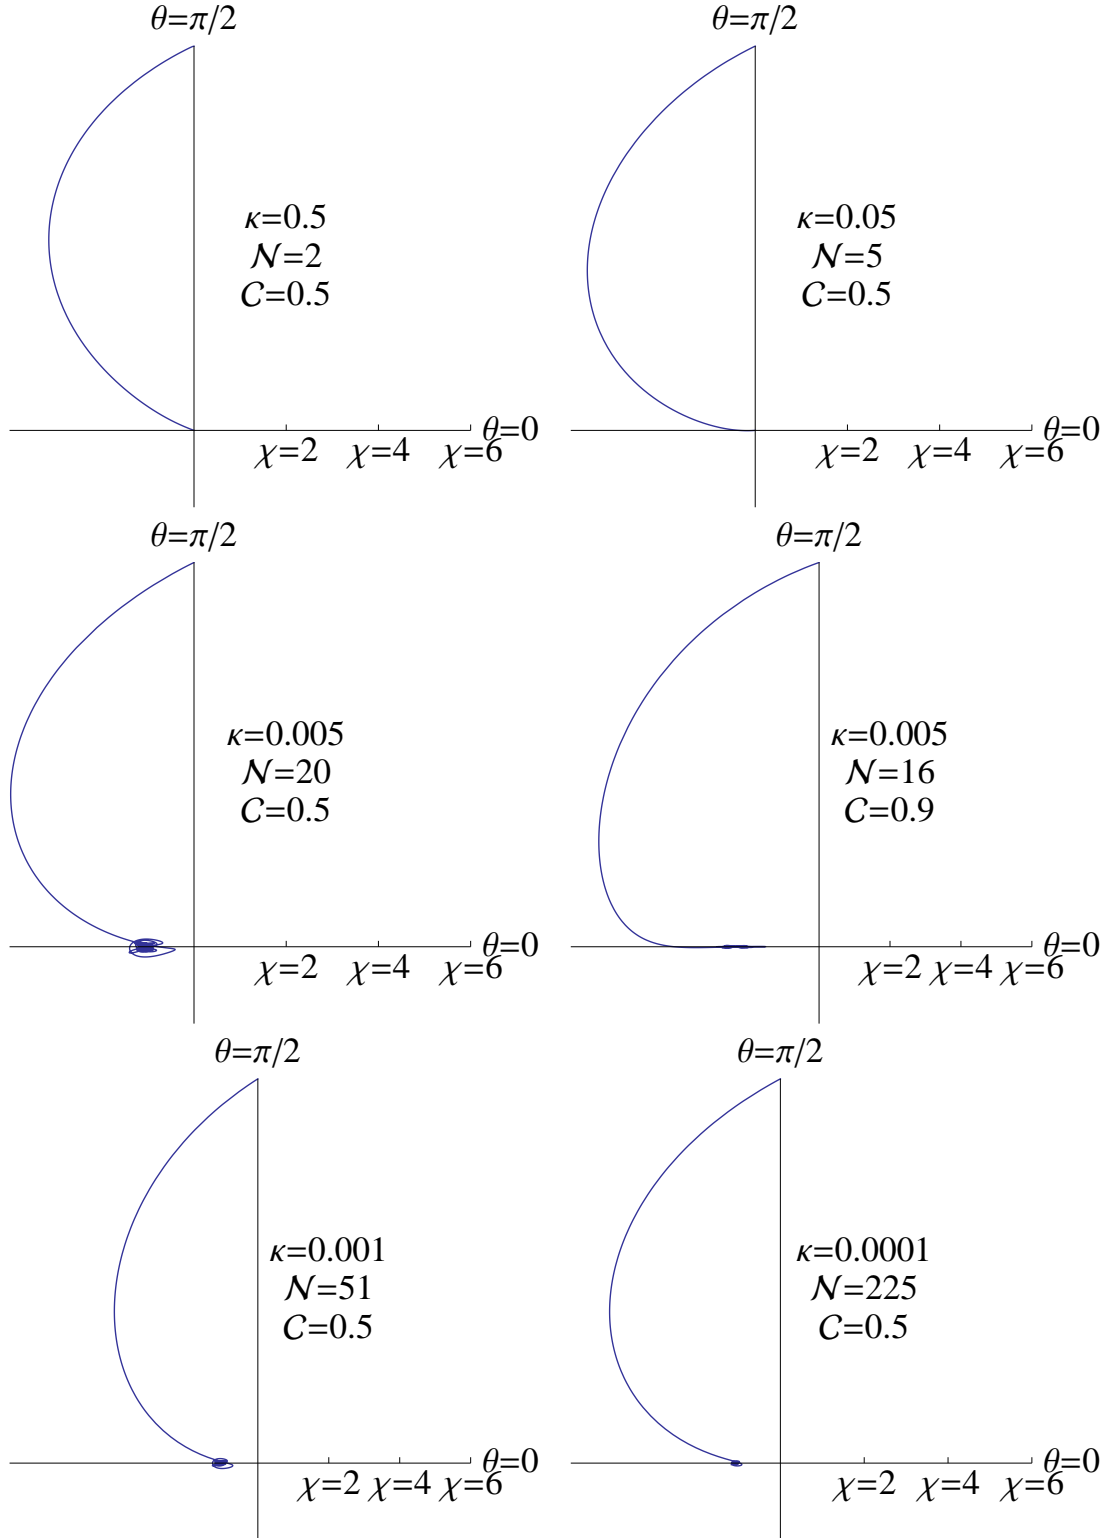 θ=π/2
κ=0.5
𝒩=2
𝒞=0.5
θ=0
χ=2 χ=4 χ=6
θ=π/2
κ=0.05
𝒩=5
𝒞=0.5
θ=0
χ=2 χ=4 χ=6
θ=π/2
κ=0.005
𝒩=20
𝒞=0.5
θ=0
χ=2 χ=4 χ=6
θ=π/2
κ=0.005
𝒩=16
𝒞=0.9
θ=0
χ=2 χ=4 χ=6
θ=π/2
κ=0.001
𝒩=51
𝒞=0.5
θ=0
χ=2 χ=4 χ=6
θ=π/2
κ=0.0001
𝒩=225
𝒞=0.5
θ=0
χ=2 χ=4 χ=6